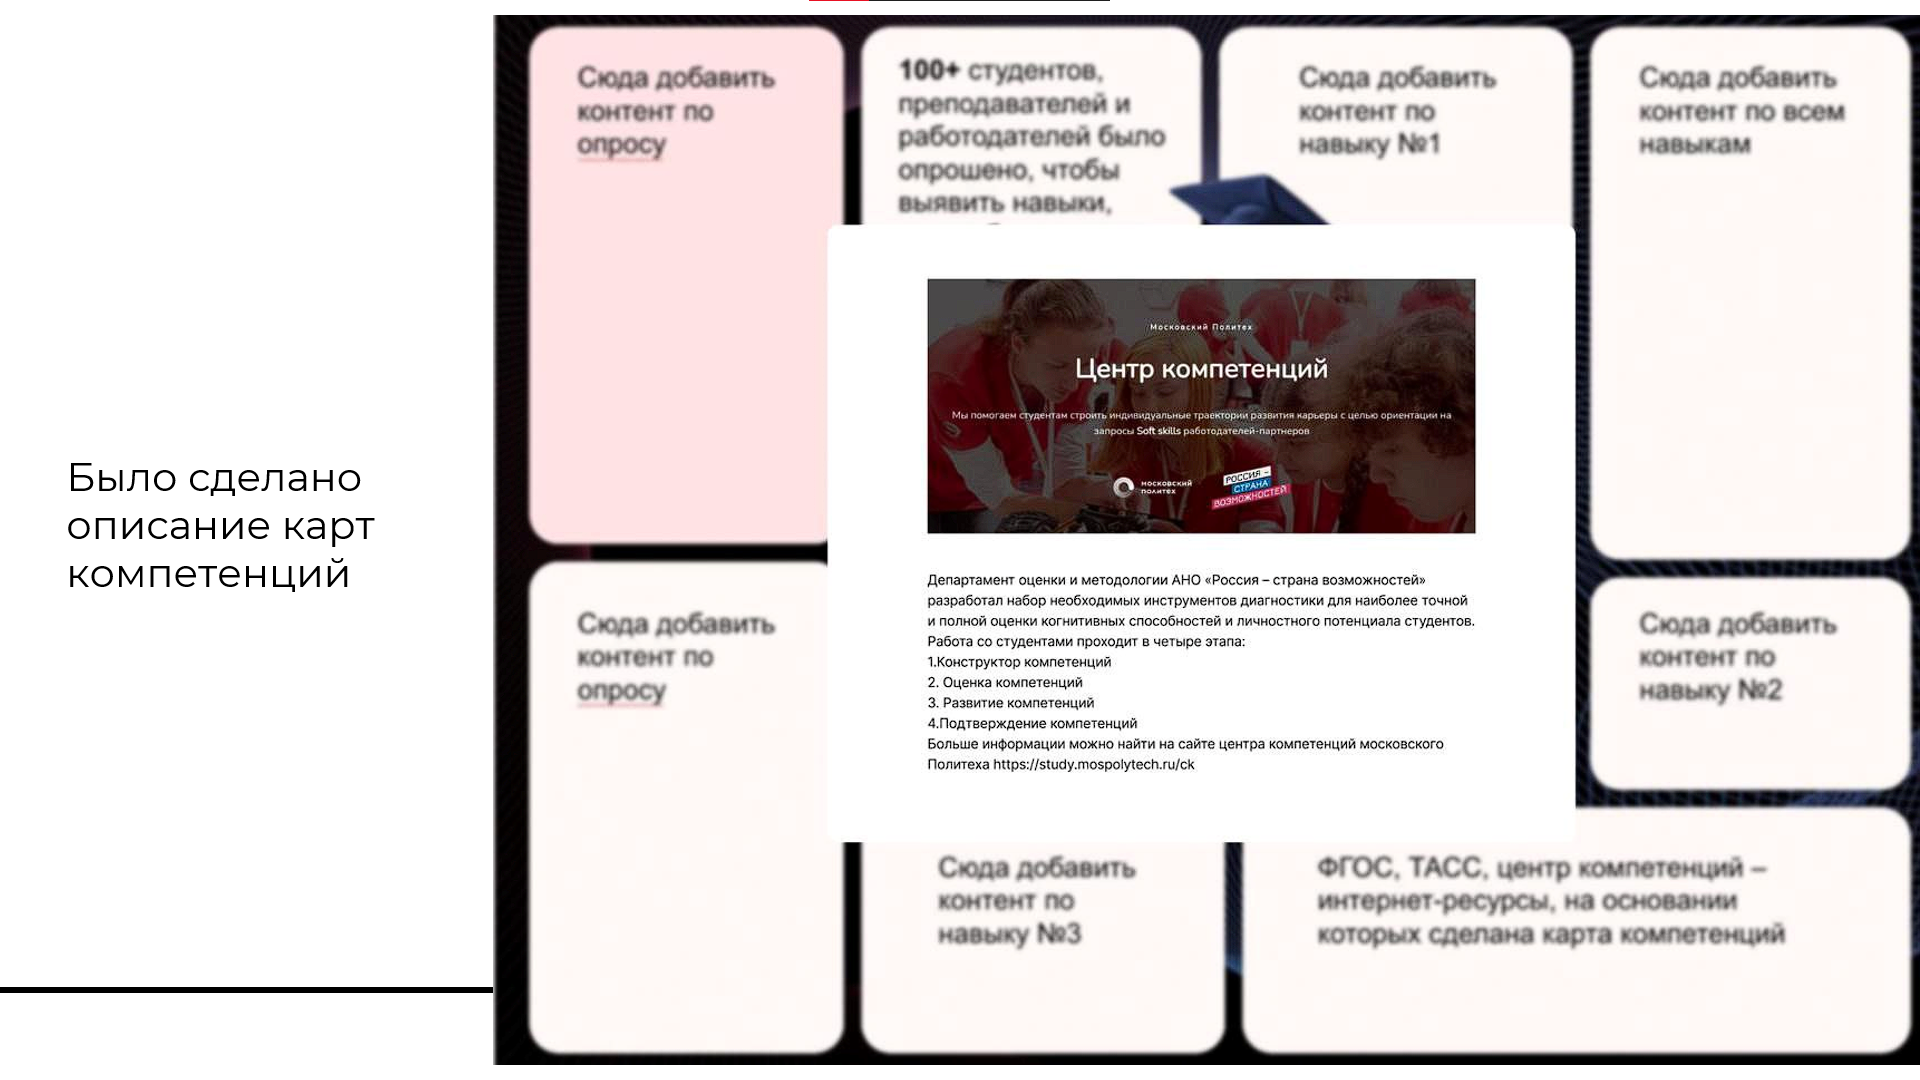 Было сделано
описание карт
компетенций
Сюда добавить
контент по
опросу
100+ студентов,
преподавателей и
работодателей было
опрошено, чтобы
выявить навыки,
Сюда добавить
контент по
навыку №1
Сюда добавить
контент по всем
навыкам
Московский Политех
Центр компетенций
Мы помогаем студентам строить индивидуальные траектории развития карьеры с целью ориентации на
запросы Soft skills работодателей-партнеров
московский
политех
РОССИЯ –
СТРАНА
ВОЗМОЖНОСТЕЙ
Департамент оценки и методологии АНО «Россия – страна возможностей»
разработал набор необходимых инструментов диагностики для наиболее точной
и полной оценки когнитивных способностей и личностного потенциала студентов.
Работа со студентами проходит в четыре этапа:
1.Конструктор компетенций
2. Оценка компетенций
3. Развитие компетенций
4.Подтверждение компетенций
Больше информации можно найти на сайте центра компетенций московского
Политеха https://study.mospolytech.ru/ck
Сюда добавить
контент по
опросу
Сюда добавить
контент по
навыку №2
Сюда добавить
контент по
навыку №3
ФГОС, ТАСС, центр компетенций –
интернет-ресурсы, на основании
которых сделана карта компетенций